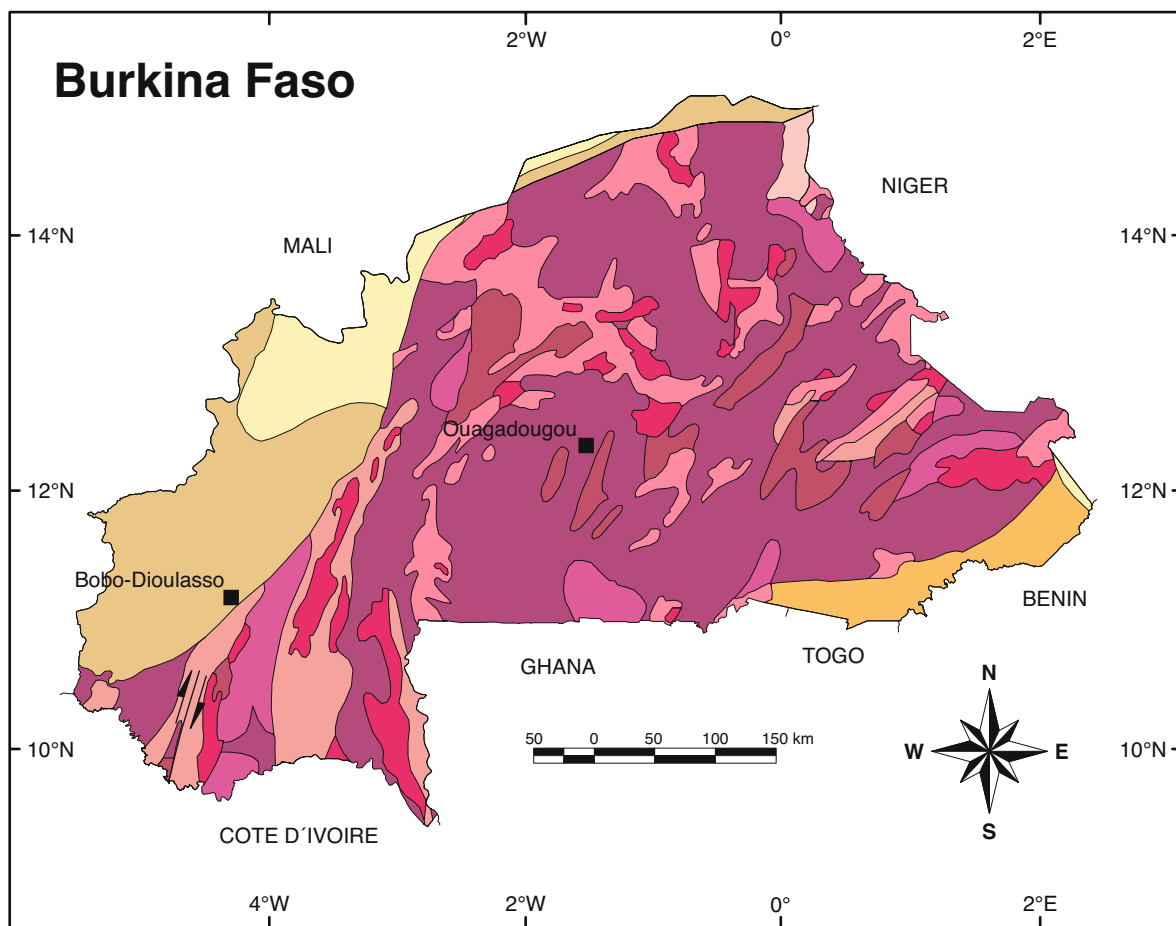 2°W
0°
2°E
Burkina Faso
NIGER
14°N
MALI
14°N
Ouagadougou
12°N
12°N
Bobo-Dioulasso
BENIN
TOGO
GHANA
N
50
0
50
100
150 km
10°N
W
E
10°N
S
COTE D´IVOIRE
4°W
2°W
0°
2°E